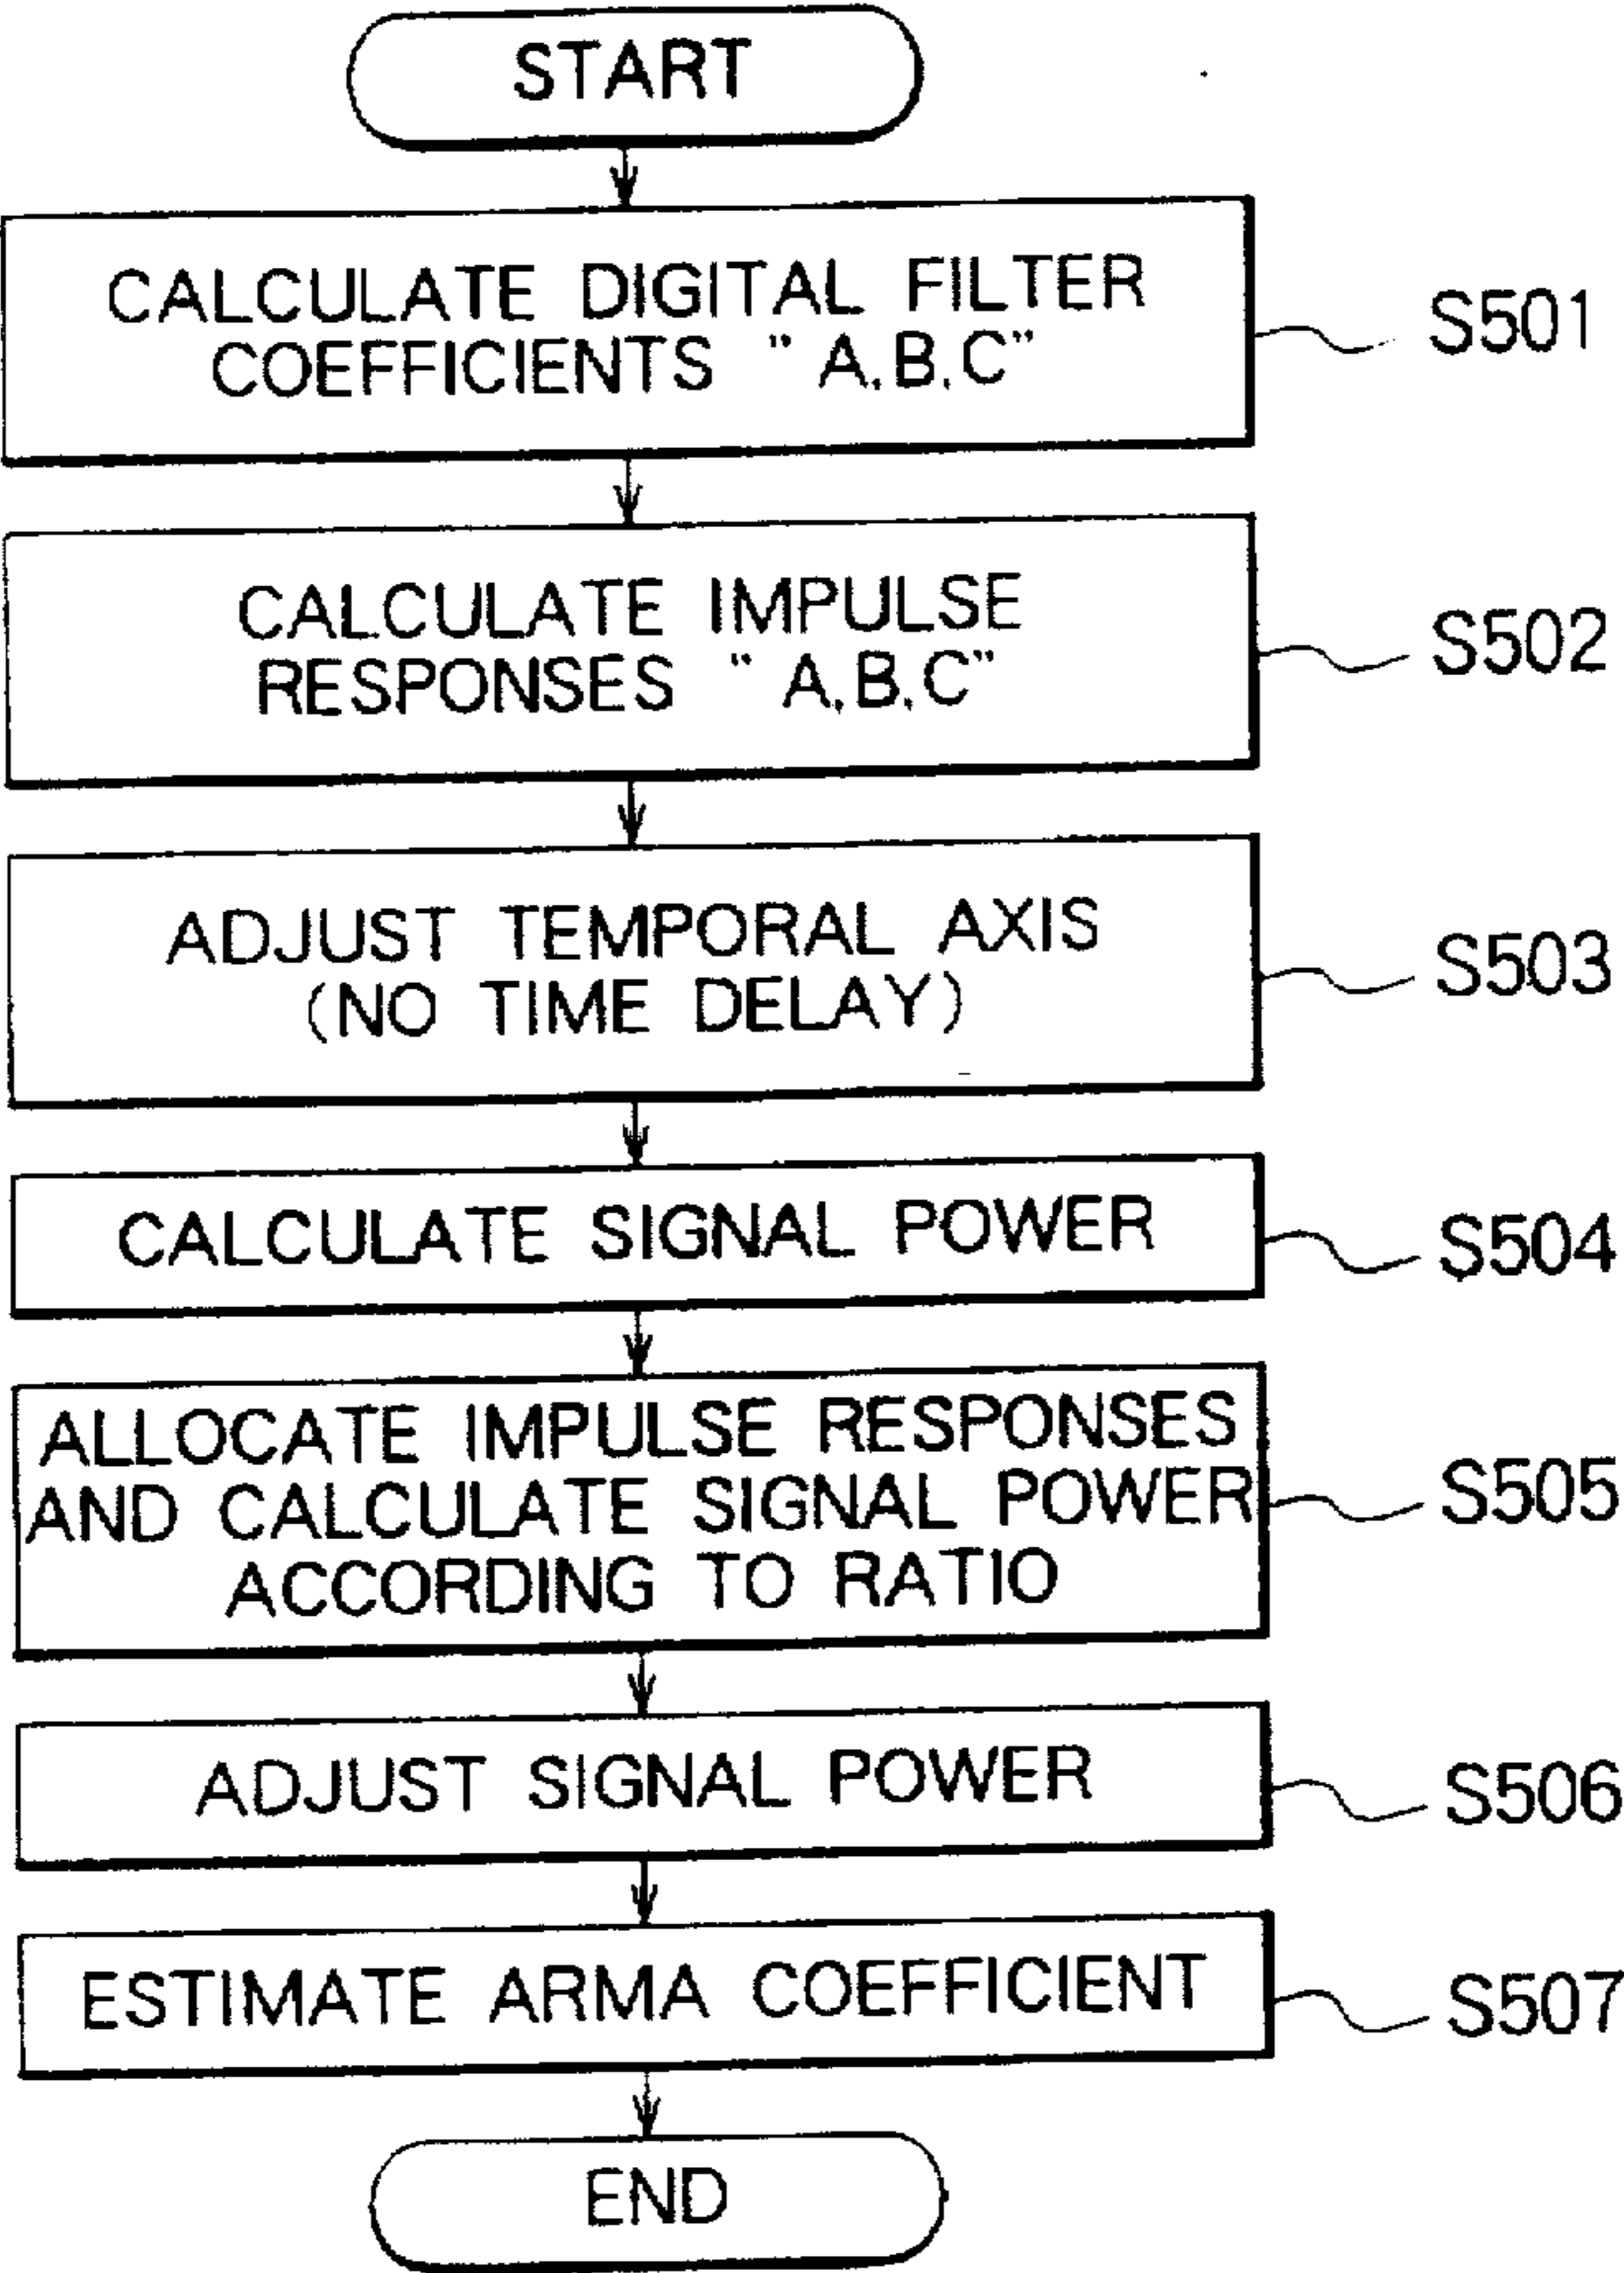 START
CALCULATE DIGITAL FILTER
COEFFICIENTS "A,B,C"
S501
CALCULATE IMPULSE
RESPONSES "A,B,C"
S502
ADJUST TEMPORAL AXIS
(NO TIME DELAY)
S503
CALCULATE SIGNAL POWER
S504
ALLOCATE IMPULSE RESPONSES
AND CALCULATE SIGNAL POWER
ACCORDING TO RATIO
S505
ADJUST SIGNAL POWER
S506
ESTIMATE ARMA COEFFICIENT
S507
END